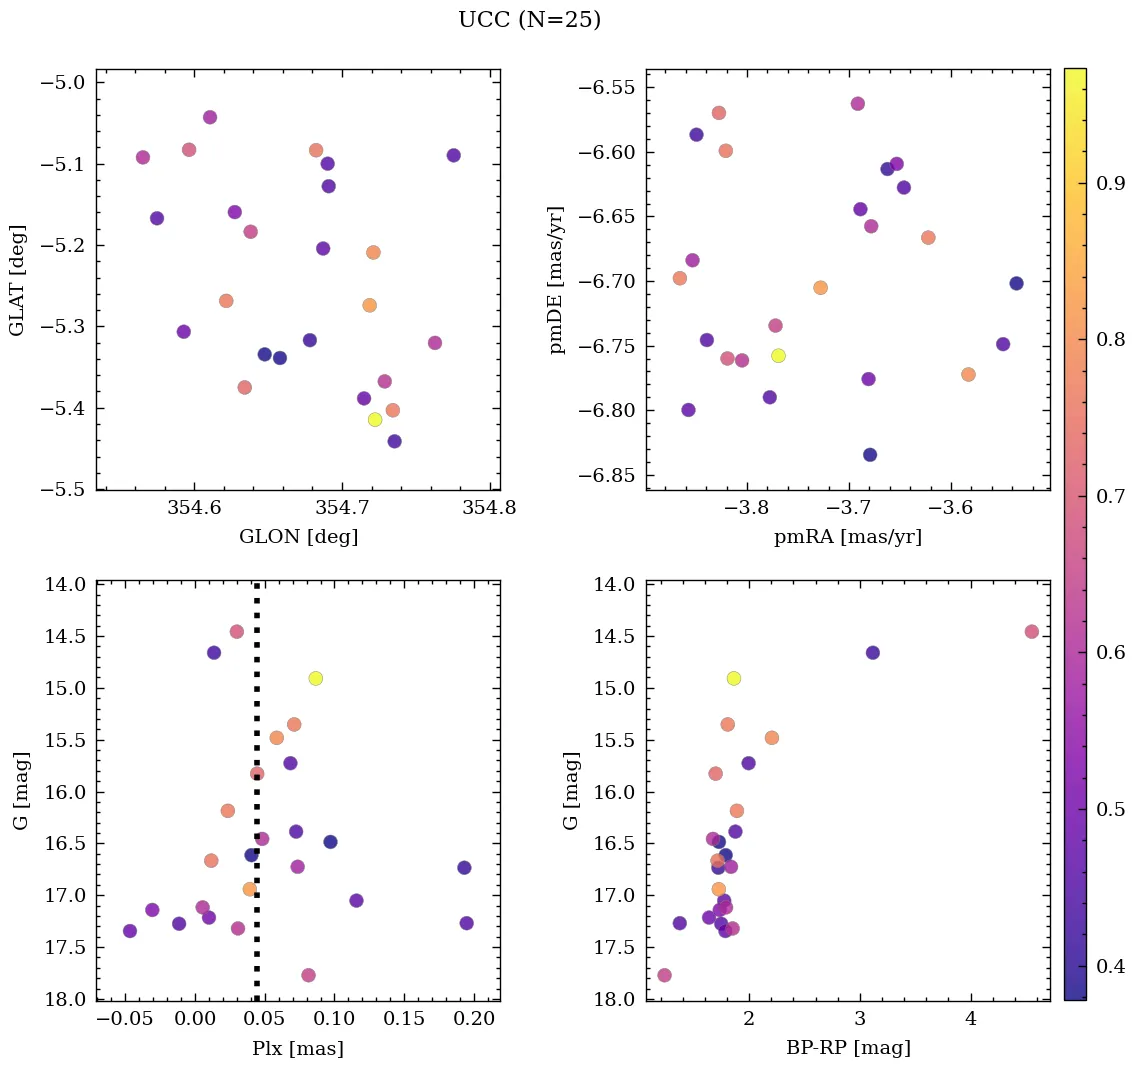 UCC (N=25)
−5.0
−5.1
−5.2
−5.3
−5.4
−5.5
GLAT [deg]
354.6 354.7 354.8
GLON [deg]
−6.55
−6.60
−6.65
−6.70
−6.75
−6.80
−6.85
pmDE [mas/yr]
−3.8 −3.7 −3.6
pmRA [mas/yr]
14.0
14.5
15.0
15.5
16.0
16.5
17.0
17.5
18.0
G [mag]
−0.05 0.00 0.05 0.10 0.15 0.20
Plx [mas]
14.0
14.5
15.0
15.5
16.0
16.5
17.0
17.5
18.0
G [mag]
2 3 4
BP-RP [mag]
0.9
0.8
0.7
0.6
0.5
0.4